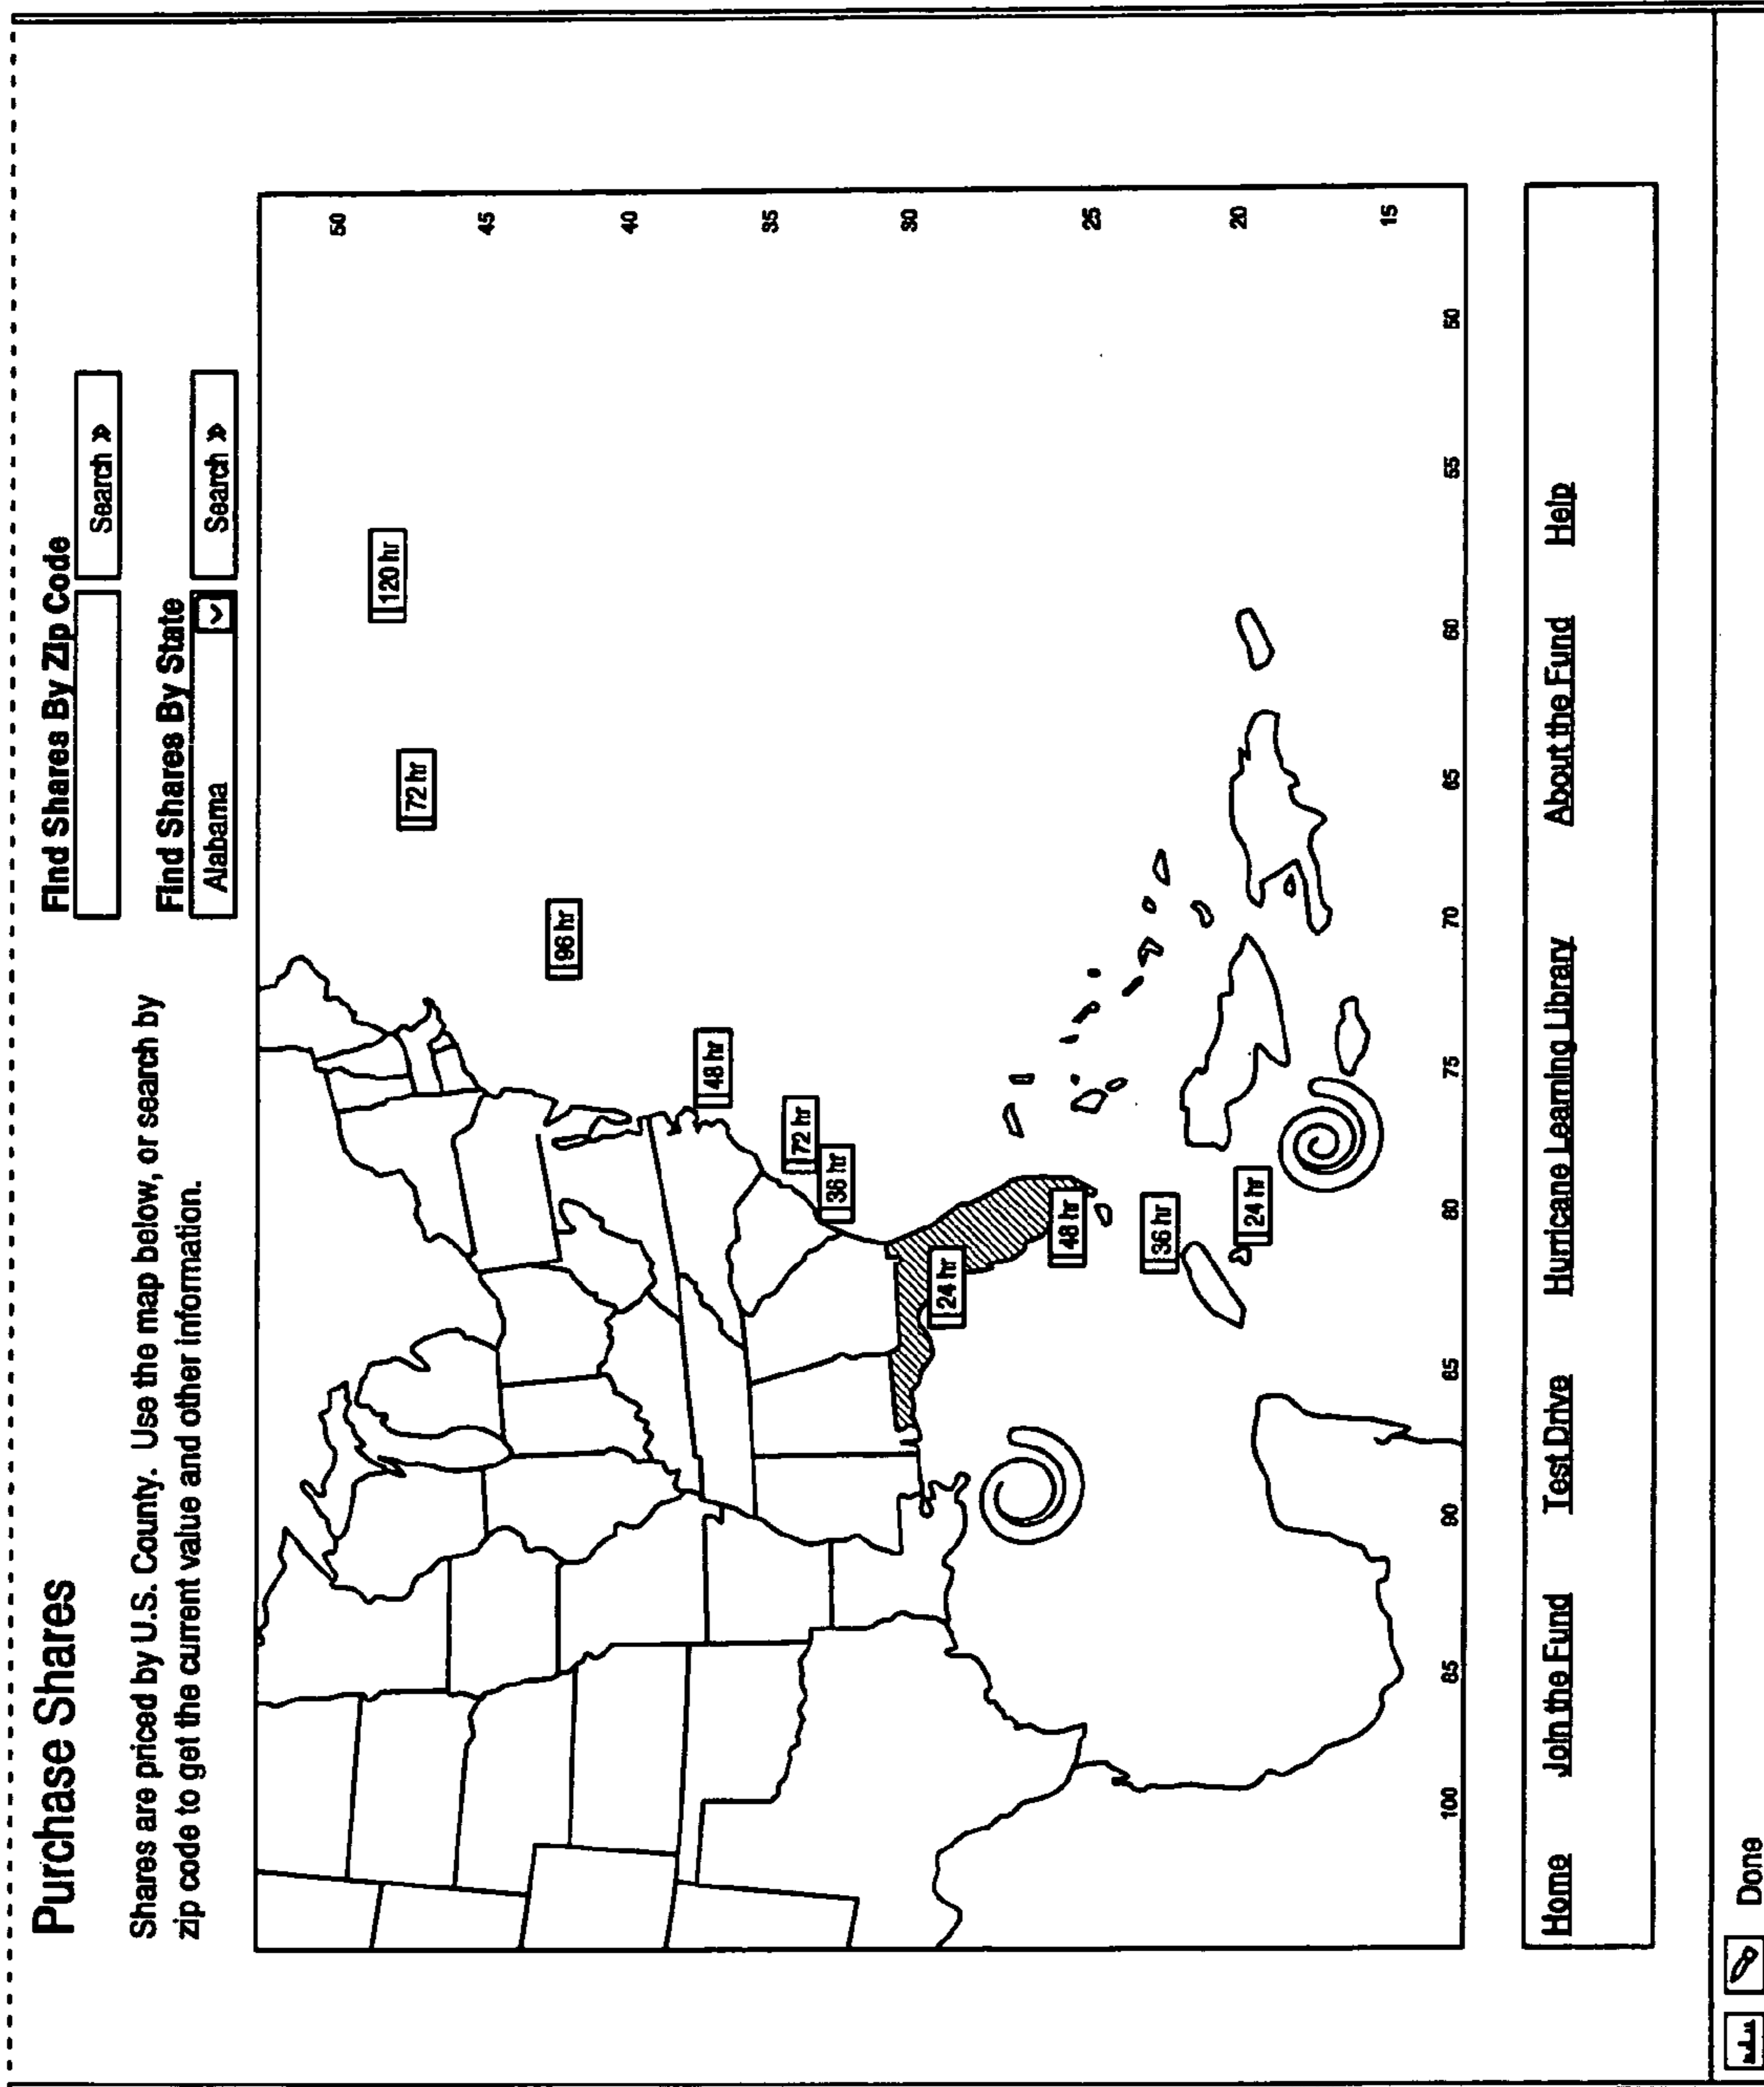 Purchase Shares
Shares are priced by U.S. County. Use the map below, or search by
zip code to get the current value and other information.
Find Shares By Zip Code
Search »
Find Shares By State
Alabama
Search »
120 hr
72 hr
96 hr
48 hr
72 hr
36 hr
24 hr
48 hr
36 hr
24 hr
50
45
40
35
30
25
20
15
100
85
90
85
80
75
70
65
60
55
50
Home
Join the Fund
Test Drive
Hurricane Learning Library
About the Fund
Help
Done